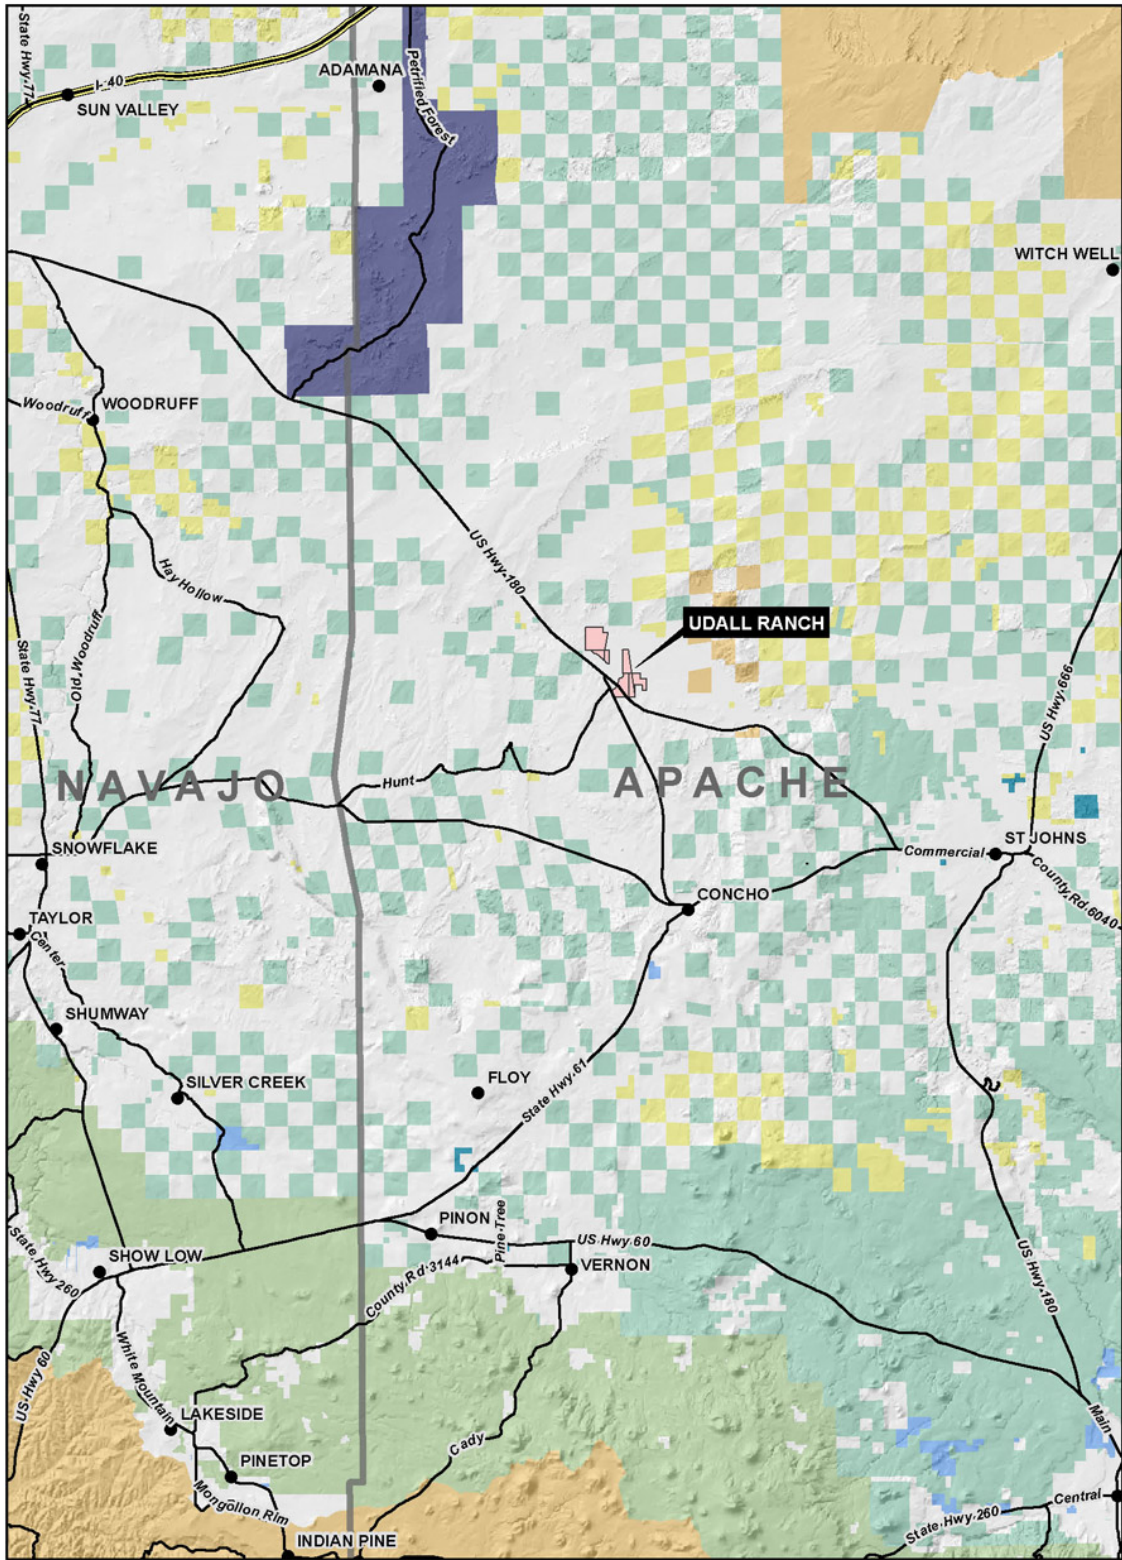 State Hwy 77
I-40
SUN VALLEY
ADAMANA
Petrified Forest
WITCH WELL
Woodruff
WOODRUFF
US Hwy 180
Hay Hollow
Old Woodruff
UDALL RANCH
State Hwy 77
US Hwy 666
NAVAJO
Hunt
APACHE
SNOWFLAKE
Commercial
ST JOHNS
County Rd 6040
CONCHO
TAYLOR
Center
SHUMWAY
SILVER CREEK
FLOY
State Hwy 61
PINON
Pine Tree
US Hwy 60
VERNON
County Rd 3144
State Hwy 260
SHOW LOW
US Hwy 180
US Hwy 60
White Mountain
LAKESIDE
Main
PINETOP
Cady
Mongollon Rim
Central
State Hwy 260
INDIAN PINE